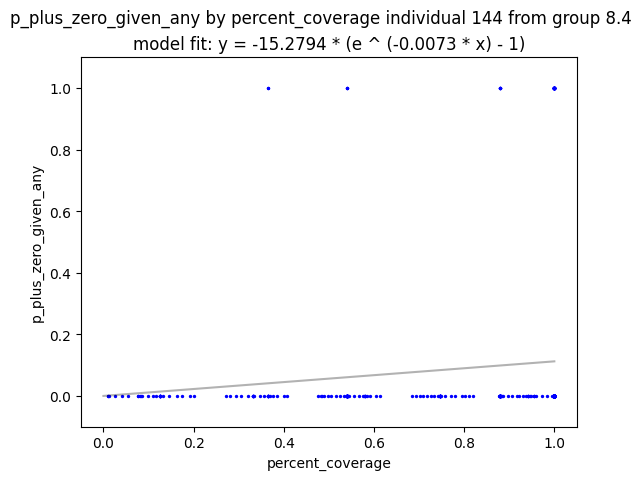 p_plus_zero_given_any by percent_coverage individual 144 from group 8.4
model fit: y = -15.2794 * (e ^ (-0.0073 * x) - 1)
1.0
0.8
0.6
0.4
0.2
0.0
p_plus_zero_given_any
0.0 0.2 0.4 0.6 0.8 1.0
percent_coverage